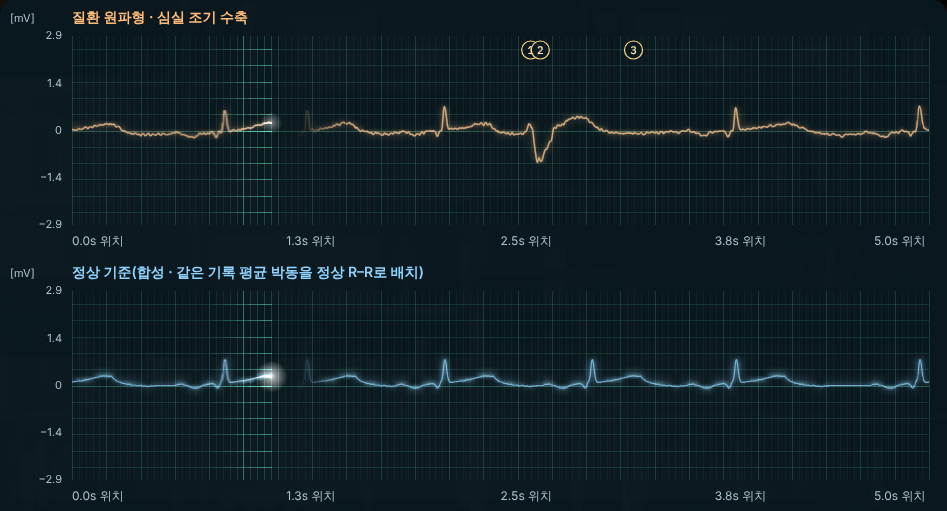 [mV] 질환 원파형 · 심실 조기 수축
2.9
1 2 3
1.4
0
−1.4
−2.9
0.0s 위치 1.3s 위치 2.5s 위치 3.8s 위치 5.0s 위치
[mV] 정상 기준(합성 · 같은 기록 평균 박동을 정상 R–R로 배치)
2.9
1.4
0
−1.4
−2.9
0.0s 위치 1.3s 위치 2.5s 위치 3.8s 위치 5.0s 위치